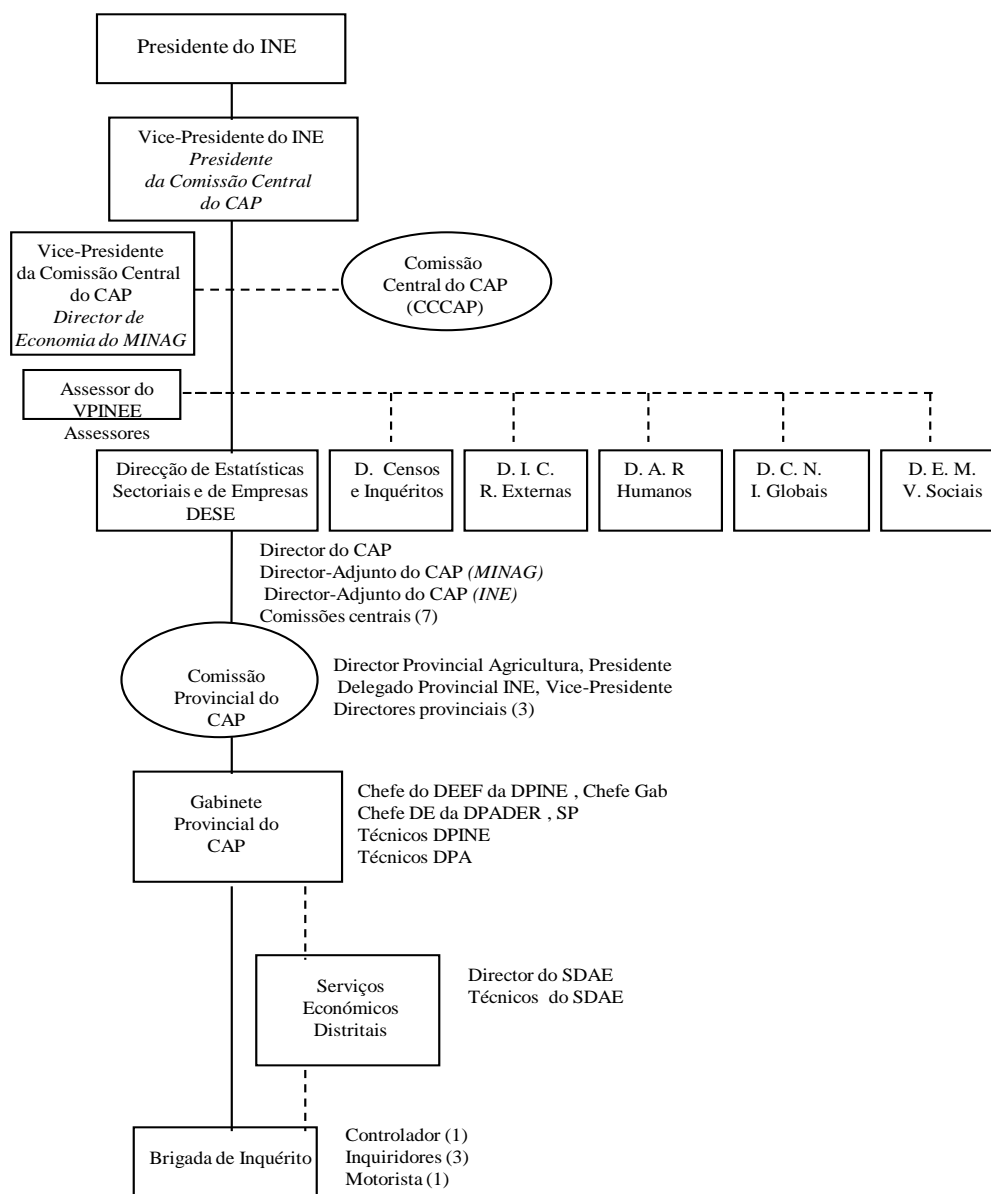 Presidente do INE
Vice-Presidente do INE
Presidente
da Comissão Central
do CAP
Vice-Presidente
da Comissão Central
do CAP
Director de
Economia do MINAG
Comissão
Central do CAP
(CCCAP)
Assessor do
VPINEE
Assessores
Direcção de Estatísticas
Sectoriais e de Empresas
DESE
D. Censos
e Inquéritos
D. I. C.
R. Externas
D. A. R
Humanos
D. C. N.
I. Globais
D. E. M.
V. Sociais
Director do CAP
Director-Adjunto do CAP (MINAG)
Director-Adjunto do CAP (INE)
Comissões centrais (7)
Comissão
Provincial do
CAP
Director Provincial Agricultura, Presidente
Delegado Provincial INE, Vice-Presidente
Directores provinciais (3)
Gabinete
Provincial do
CAP
Chefe do DEEF da DPINE , Chefe Gab
Chefe DE da DPADER , SP
Técnicos DPINE
Técnicos DPA
Serviços
Económicos
Distritais
Director do SDAE
Técnicos do SDAE
Brigada de Inquérito
Controlador (1)
Inquiridores (3)
Motorista (1)